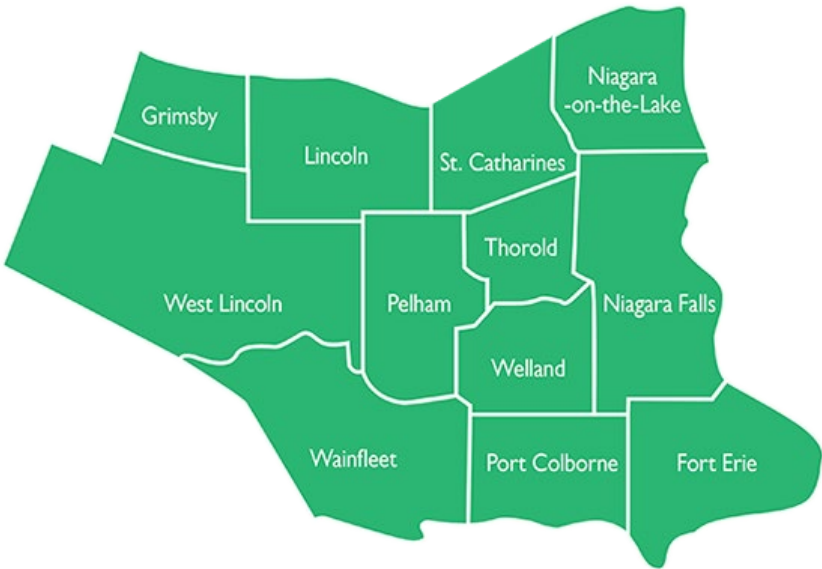 Niagara
-on-the-Lake
Grimsby
Lincoln
St. Catharines
Thorold
West Lincoln
Pelham
Niagara Falls
Welland
Wainfleet
Port Colborne
Fort Erie